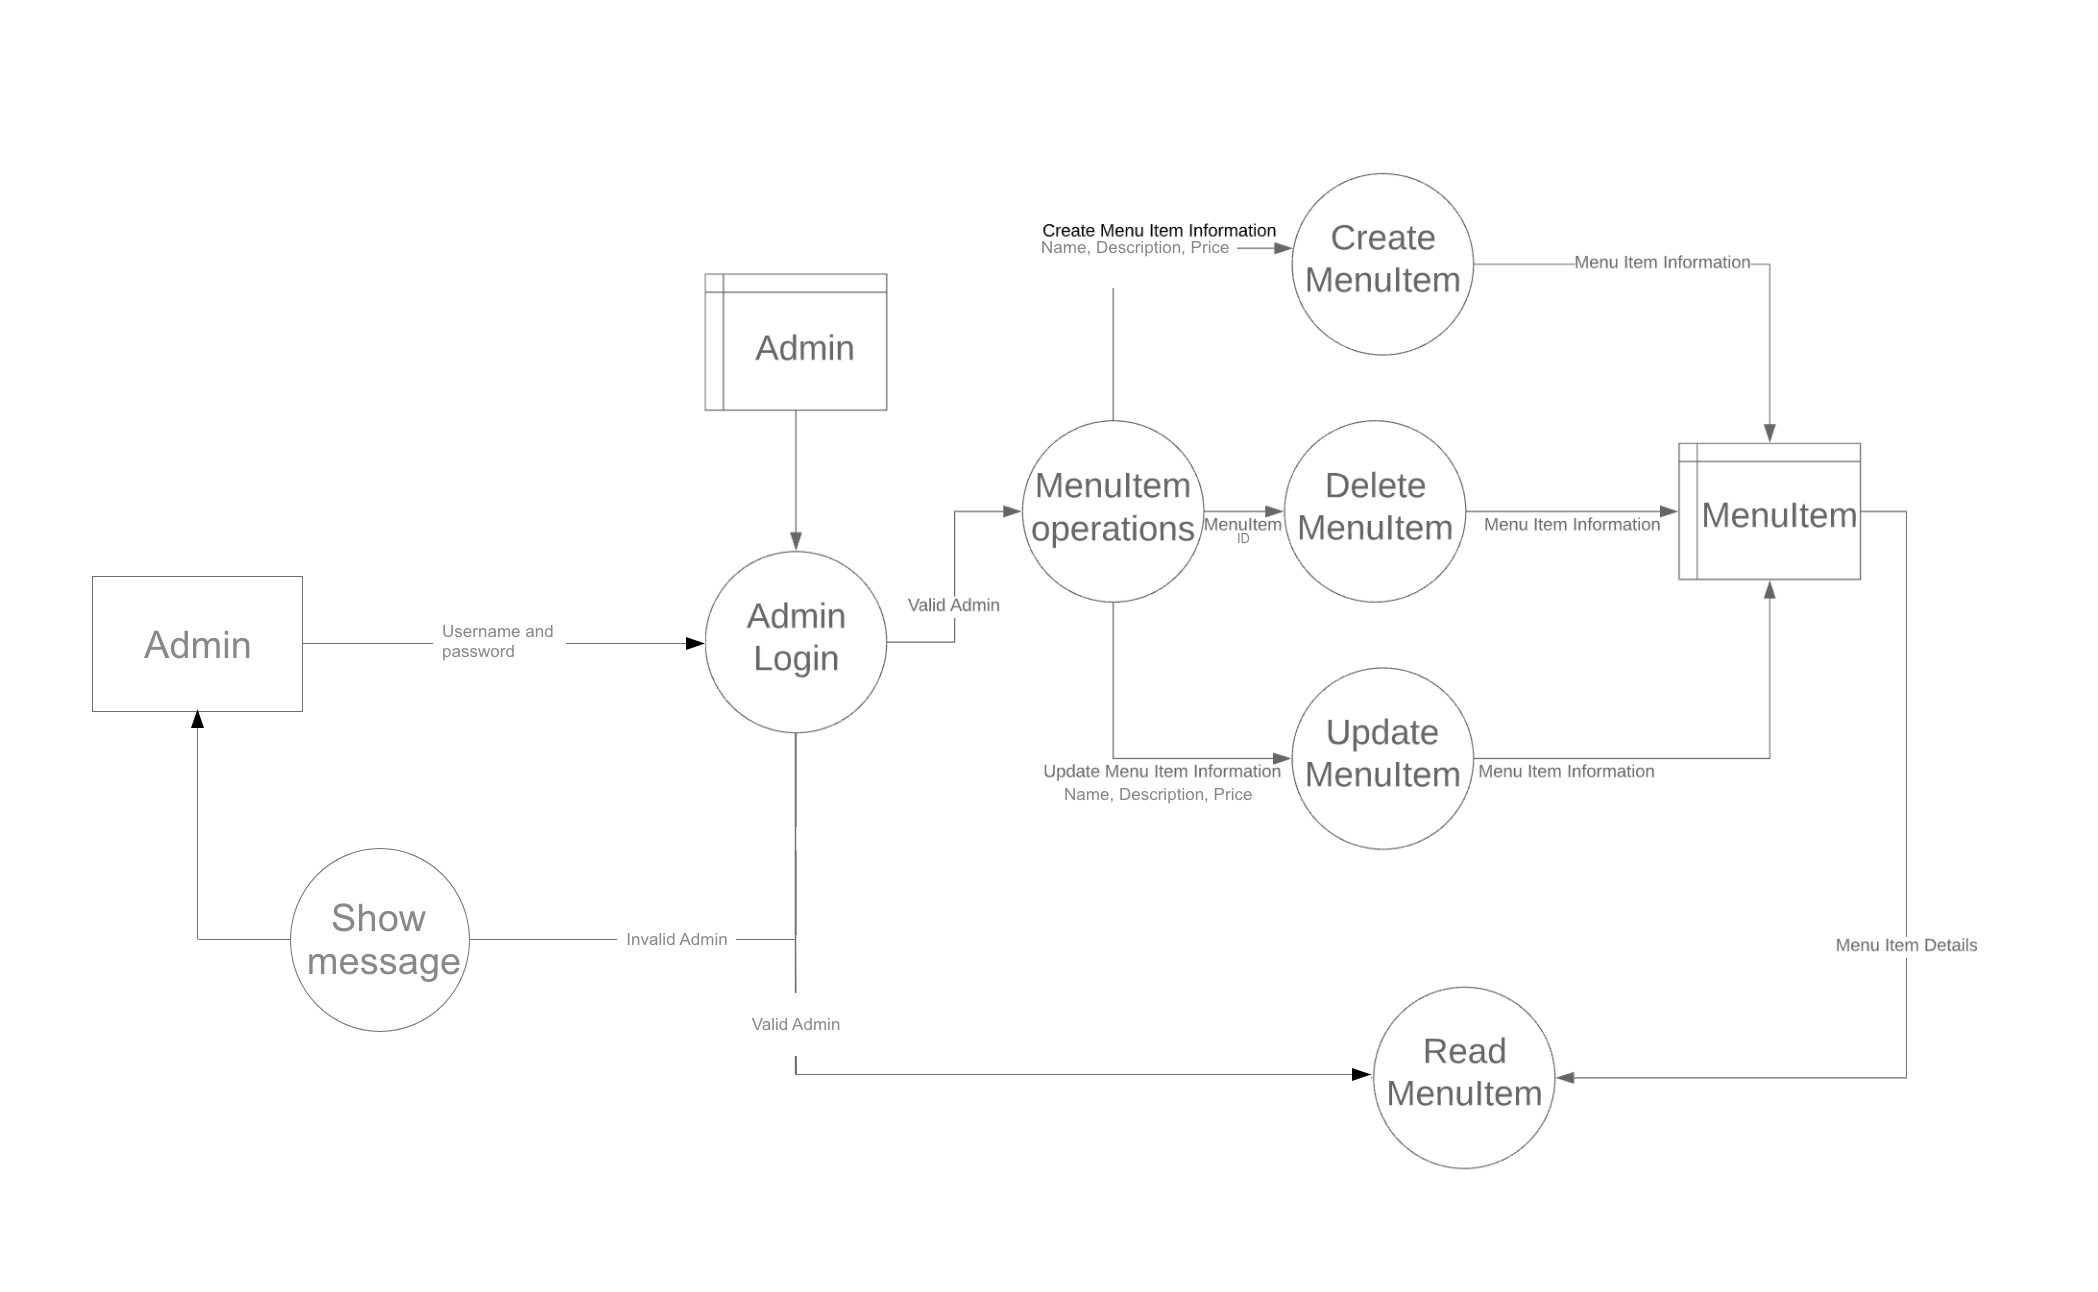 Create Menu Item Information
Name, Description, Price
Create
MenuItem
Menu Item Information
Admin
MenuItem
operations
MenuItem
ID
Delete
MenuItem
Menu Item Information
MenuItem
Valid Admin
Admin
Username and
password
Admin
Login
Update Menu Item Information
Name, Description, Price
Update
MenuItem
Menu Item Information
Show
message
Invalid Admin
Menu Item Details
Valid Admin
Read
MenuItem